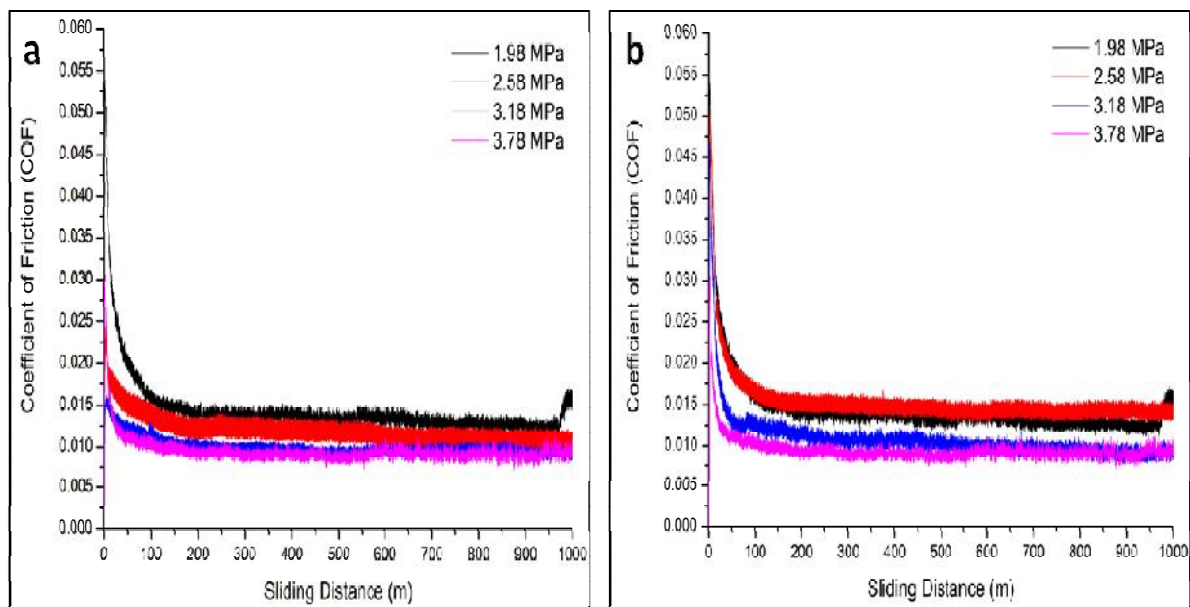 a
1.98 MPa
2.58 MPa
3.18 MPa
3.78 MPa
Coefficient of Friction (COF)
0.060
0.055
0.050
0.045
0.040
0.035
0.030
0.025
0.020
0.015
0.010
0.005
0.000
0 100 200 300 400 500 600 700 800 900 1000
Sliding Distance (m)
b
1.98 MPa
2.58 MPa
3.18 MPa
3.78 MPa
Coefficient of Friction (COF)
0.060
0.055
0.050
0.045
0.040
0.035
0.030
0.025
0.020
0.015
0.010
0.005
0.000
0 100 200 300 400 500 600 700 800 900 1000
Sliding Distance (m)